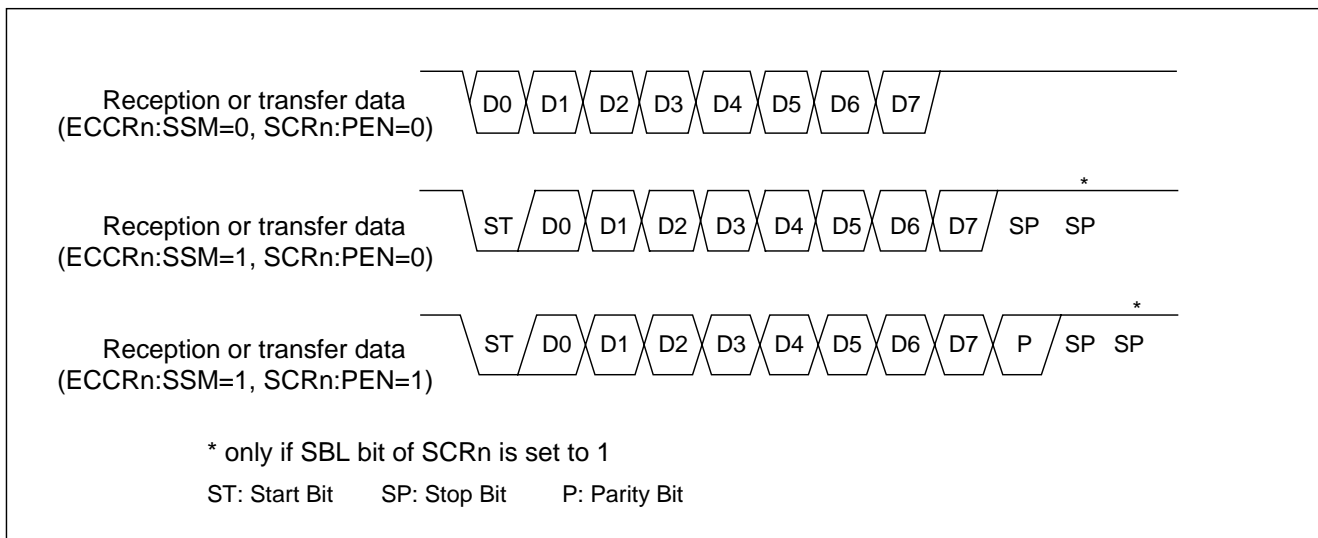 Reception or transfer data
(ECCRn:SSM=0, SCRn:PEN=0)
D0 D1 D2 D3 D4 D5 D6 D7
Reception or transfer data
(ECCRn:SSM=1, SCRn:PEN=0)
*
ST D0 D1 D2 D3 D4 D5 D6 D7 SP SP
Reception or transfer data
(ECCRn:SSM=1, SCRn:PEN=1)
*
ST D0 D1 D2 D3 D4 D5 D6 D7 P SP SP
* only if SBL bit of SCRn is set to 1
ST: Start Bit SP: Stop Bit P: Parity Bit